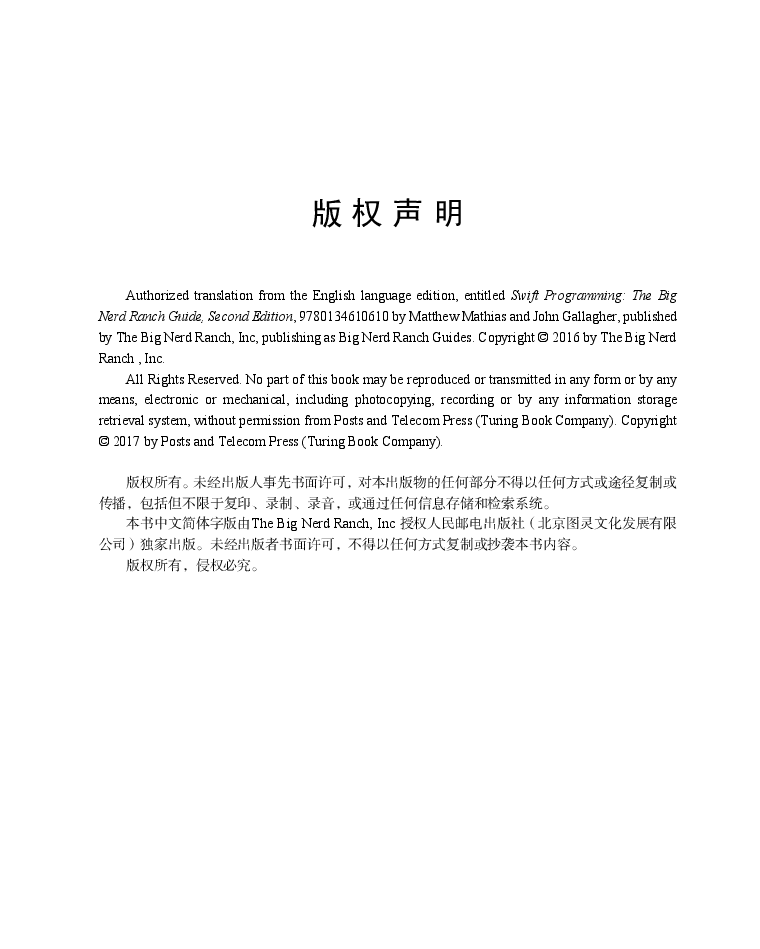 版权声明
Authorized translation from the English language edition, entitled Swift Programming: The Big
Nerd Ranch Guide, Second Edition, 9780134610610 by Matthew Mathias and John Gallagher, published
by The Big Nerd Ranch, Inc, publishing as Big Nerd Ranch Guides. Copyright © 2016 by The Big Nerd
Ranch , Inc.
All Rights Reserved. No part of this book may be reproduced or transmitted in any form or by any
means, electronic or mechanical, including photocopying, recording or by any information storage
retrieval system, without permission from Posts and Telecom Press (Turing Book Company). Copyright
© 2017 by Posts and Telecom Press (Turing Book Company).
版权所有。未经出版人事先书面许可，对本出版物的任何部分不得以任何方式或途径复制或
传播，包括但不限于复印、录制、录音，或通过任何信息存储和检索系统。
本书中文简体字版由The Big Nerd Ranch, Inc 授权人民邮电出版社（北京图灵文化发展有限
公司）独家出版。未经出版者书面许可，不得以任何方式复制或抄袭本书内容。
版权所有，侵权必究。